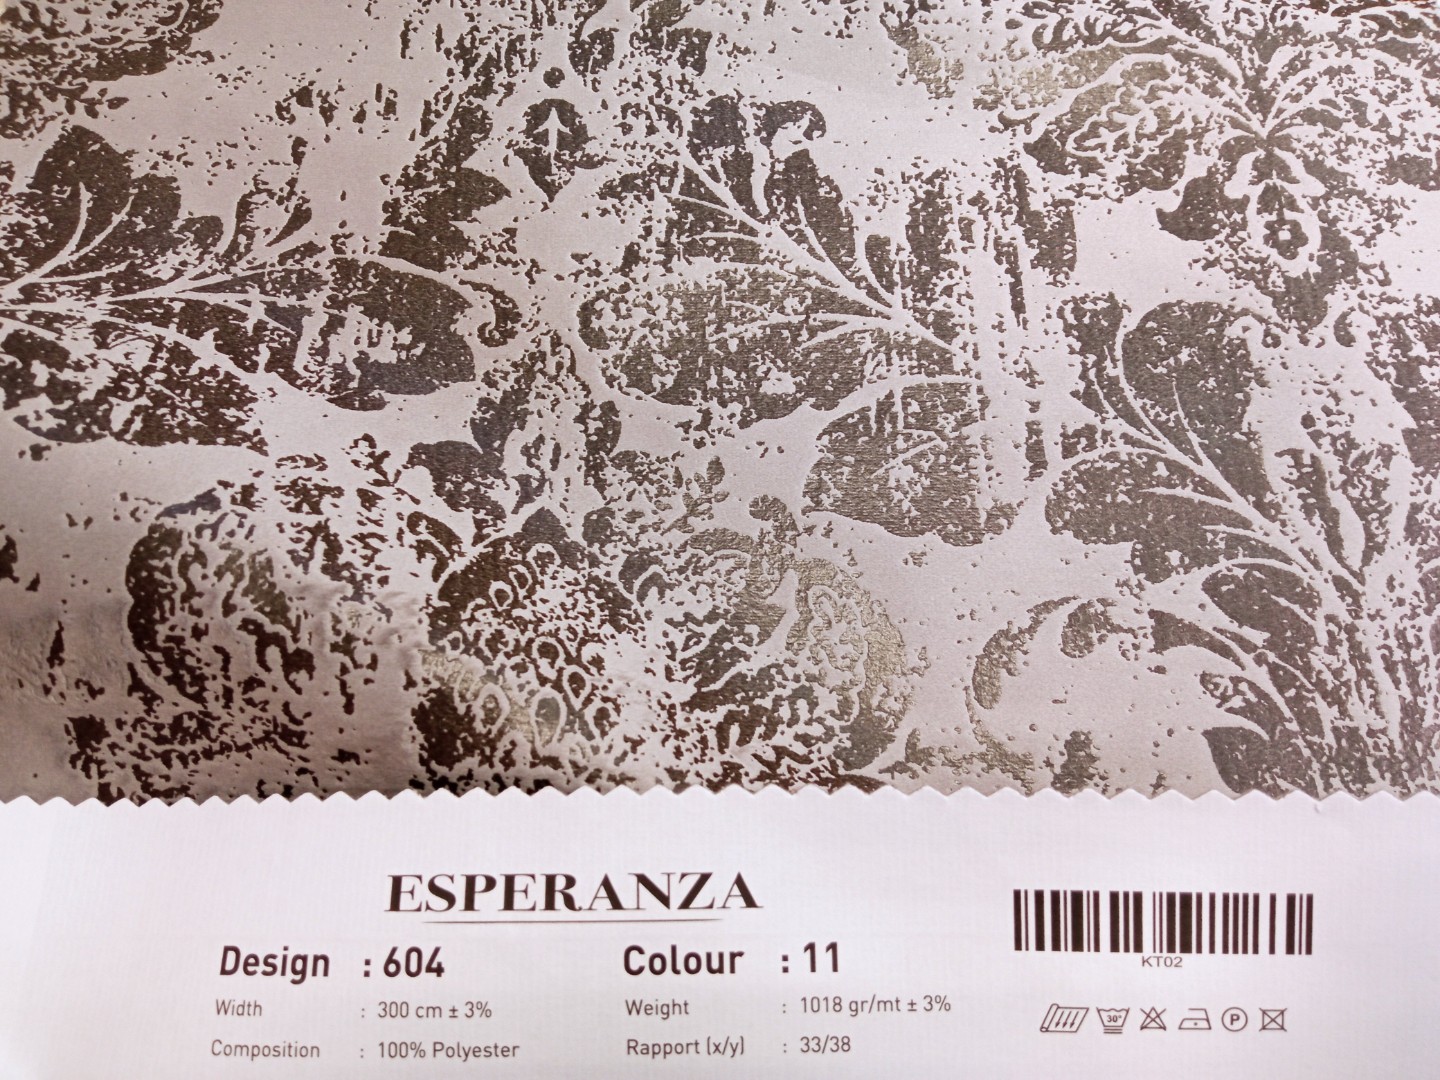 ESPERANZA
Design : 604
Colour : 11
KT02
Width : 300 cm ± 3%
Weight : 1018 gr/mt ± 3%
Composition : 100% Polyester
Rapport (x/y) : 33/38
30°
P